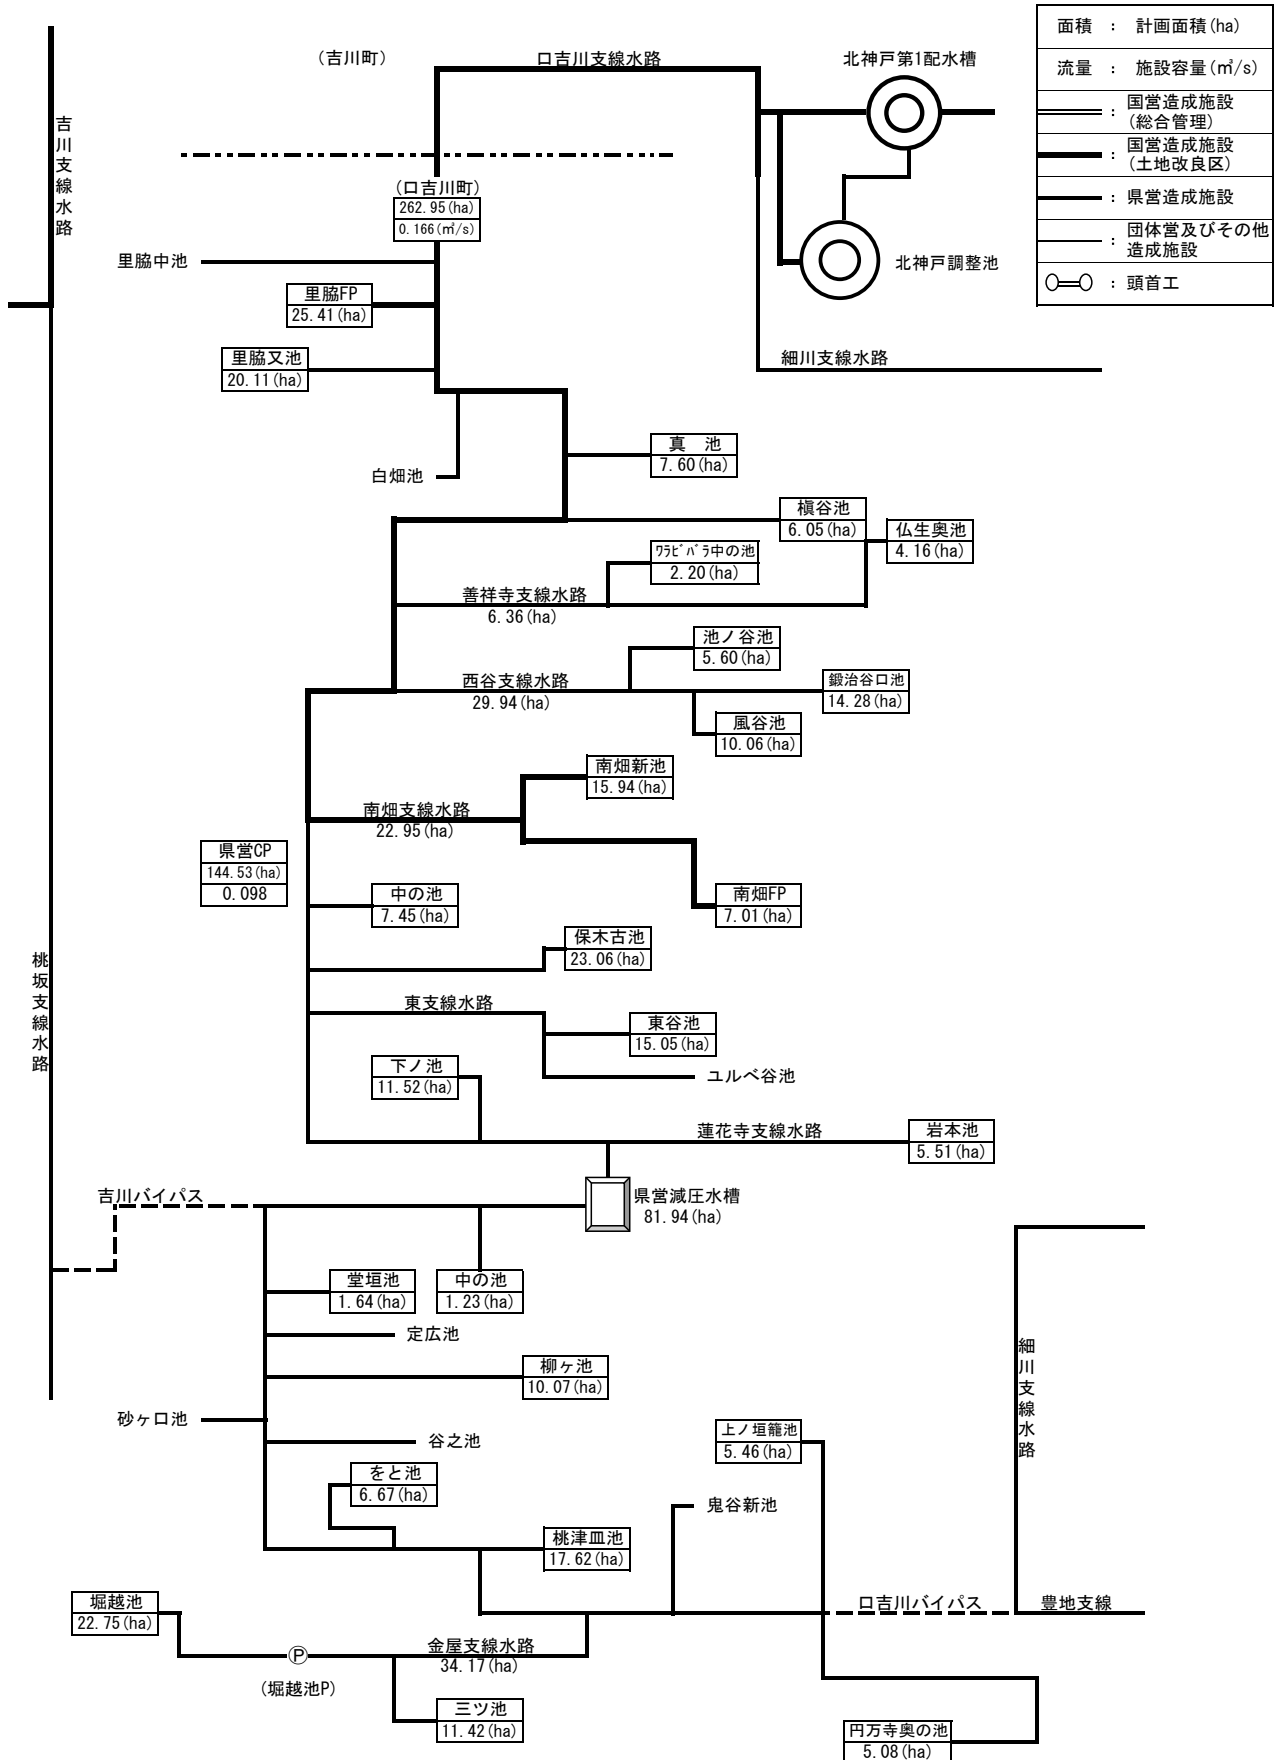 面積 ： 計画面積(ha)
流量 ： 施設容量(㎥/s)
： 国営造成施設
(総合管理)
： 国営造成施設
(土地改良区)
： 県営造成施設
： 団体営及びその他
造成施設
： 頭首工
(吉川町)
口吉川支線水路
北神戸第1配水槽
吉川支線水路
(口吉川町)
262.95(ha)
0.166(㎥/s)
里脇中池
北神戸調整池
里脇FP
25.41(ha)
里脇又池
20.11(ha)
細川支線水路
真　池
7.60(ha)
白畑池
槇谷池
6.05(ha)
仏生奥池
4.16(ha)
ﾜﾗﾋﾞﾊﾞﾗ中の池
2.20(ha)
善祥寺支線水路
6.36(ha)
池ノ谷池
5.60(ha)
西谷支線水路
29.94(ha)
鍛治谷口池
14.28(ha)
風谷池
10.06(ha)
南畑新池
15.94(ha)
南畑支線水路
22.95(ha)
県営CP
144.53(ha)
0.098
中の池
7.45(ha)
南畑FP
7.01(ha)
保木古池
23.06(ha)
桃坂支線水路
東支線水路
東谷池
15.05(ha)
下ノ池
11.52(ha)
ユルベ谷池
蓮花寺支線水路
岩本池
5.51(ha)
吉川バイパス
県営減圧水槽
81.94(ha)
堂垣池
1.64(ha)
中の池
1.23(ha)
定広池
細川支線水路
柳ヶ池
10.07(ha)
砂ヶ口池
谷之池
上ノ垣籠池
5.46(ha)
をと池
6.67(ha)
鬼谷新池
桃津皿池
17.62(ha)
堀越池
22.75(ha)
口吉川バイパス
豊地支線
金屋支線水路
34.17(ha)
Ⓟ
(堀越池P)
三ツ池
11.42(ha)
円万寺奥の池
5.08(ha)